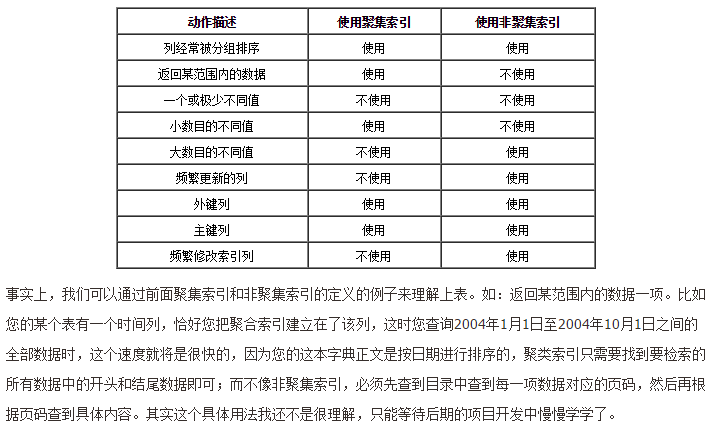 动作描述 使用聚集索引 使用非聚集索引
列经常被分组排序 使用 使用
返回某范围内的数据 使用 不使用
一个或极少不同值 不使用 不使用
小数目的不同值 使用 不使用
大数目的不同值 不使用 使用
频繁更新的列 不使用 使用
外键列 使用 使用
主键列 使用 使用
频繁修改索引列 不使用 使用
事实上，我们可以通过前面聚集索引和非聚集索引的定义的例子来理解上表。如：返回某范围内的数据一项。比如
您的某个表有一个时间列，恰好您把聚合索引建立在了该列，这时您查询2004年1月1日至2004年10月1日之间的
全部数据时，这个速度就将是很快的，因为您的这本字典正文是按日期进行排序的，聚类索引只需要找到要检索的
所有数据中的开头和结尾数据即可；而不像非聚集索引，必须先查到目录中查到每一项数据对应的页码，然后再根
据页码查到具体内容。其实这个具体用法我还不是很理解，只能等待后期的项目开发中慢慢学学了。